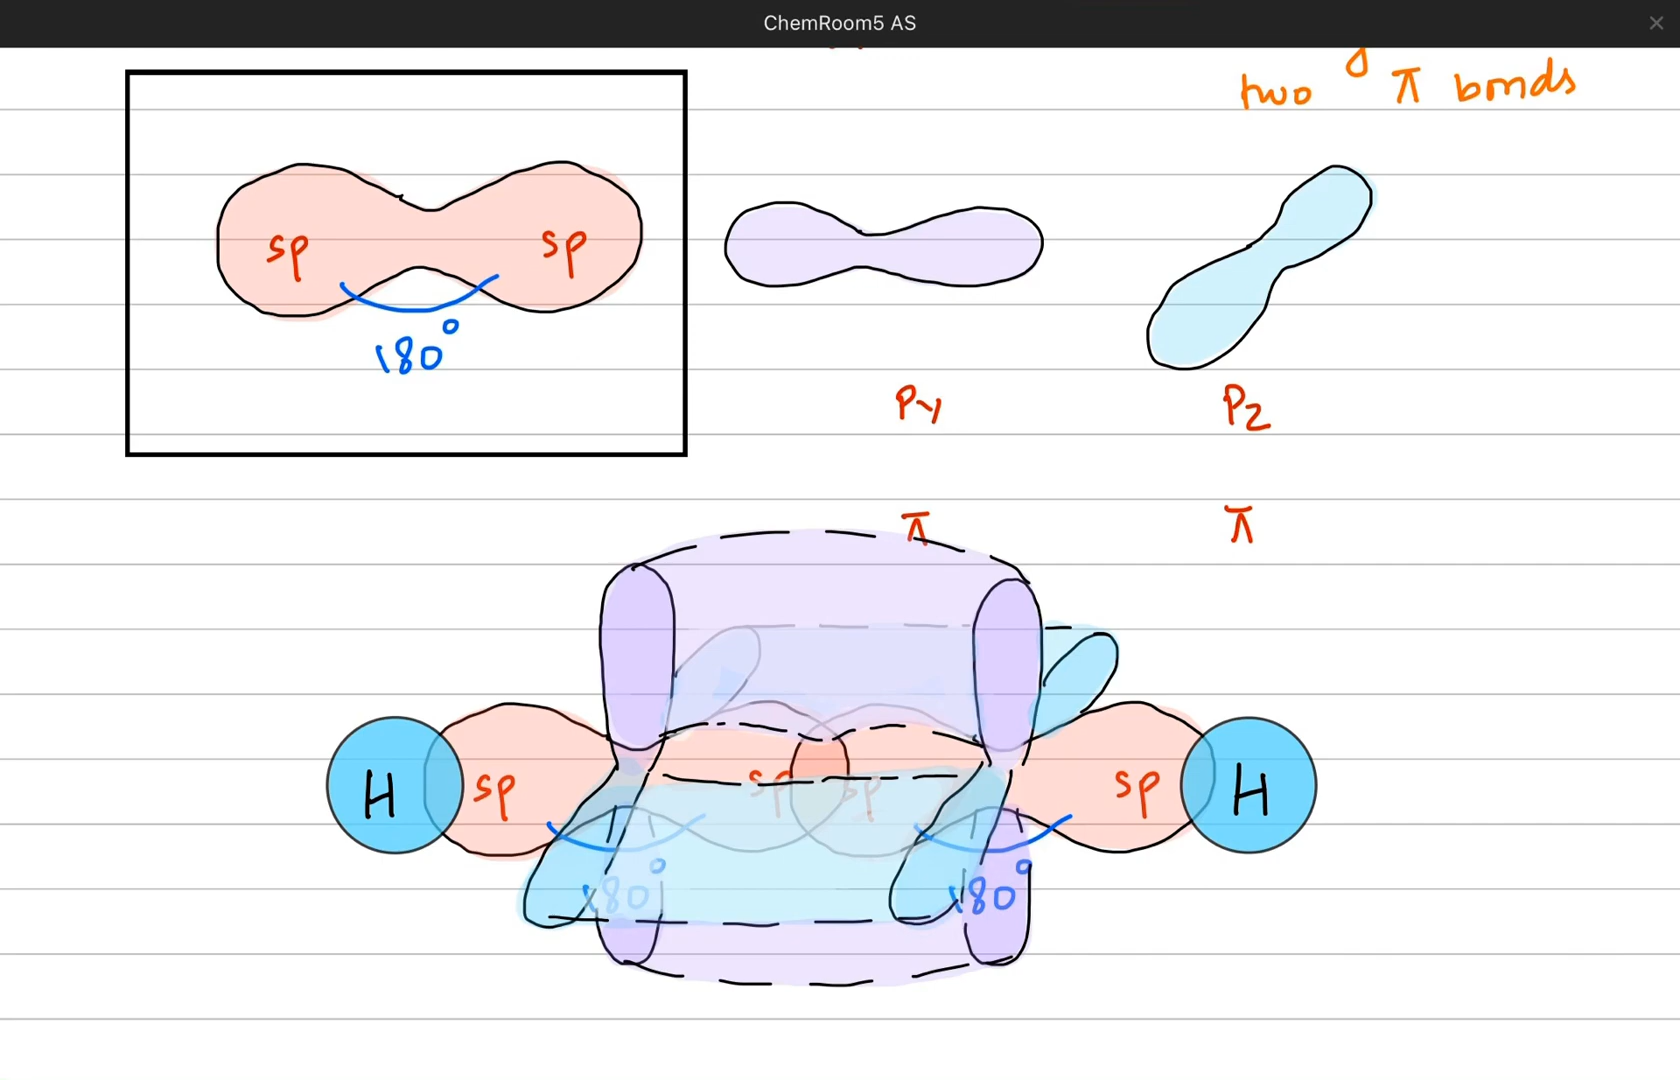 ChemRoom5 AS
two π bonds
sp sp
180°
Py Pz
π π
H sp sp sp sp H
180° 180°